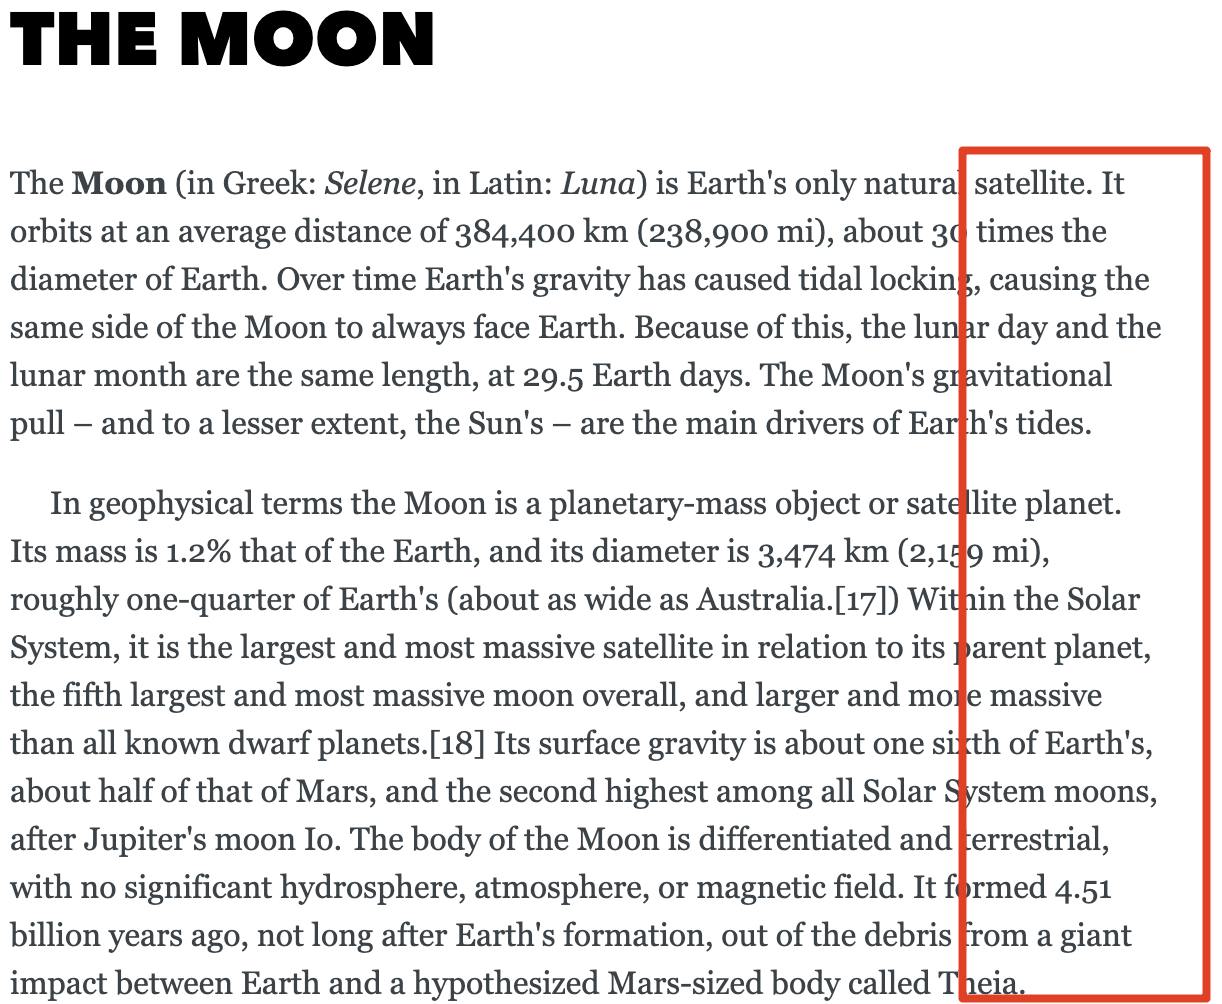 THE MOON
The Moon (in Greek: Selene, in Latin: Luna) is Earth's only natural satellite. It
orbits at an average distance of 384,400 km (238,900 mi), about 30 times the
diameter of Earth. Over time Earth's gravity has caused tidal locking, causing the
same side of the Moon to always face Earth. Because of this, the lunar day and the
lunar month are the same length, at 29.5 Earth days. The Moon's gravitational
pull – and to a lesser extent, the Sun's – are the main drivers of Earth's tides.
In geophysical terms the Moon is a planetary-mass object or satellite planet.
Its mass is 1.2% that of the Earth, and its diameter is 3,474 km (2,159 mi),
roughly one-quarter of Earth's (about as wide as Australia.[17]) Within the Solar
System, it is the largest and most massive satellite in relation to its parent planet,
the fifth largest and most massive moon overall, and larger and more massive
than all known dwarf planets.[18] Its surface gravity is about one sixth of Earth's,
about half of that of Mars, and the second highest among all Solar System moons,
after Jupiter's moon Io. The body of the Moon is differentiated and terrestrial,
with no significant hydrosphere, atmosphere, or magnetic field. It formed 4.51
billion years ago, not long after Earth's formation, out of the debris from a giant
impact between Earth and a hypothesized Mars-sized body called Theia.